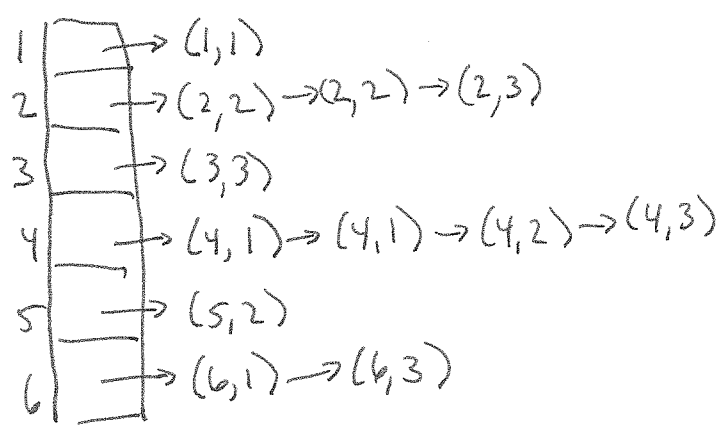 1 → (1,1)
2 → (2,2) → (2,2) → (2,3)
3 → (3,3)
4 → (4,1) → (4,1) → (4,2) → (4,3)
5 → (5,2)
6 → (6,1) → (6,3)